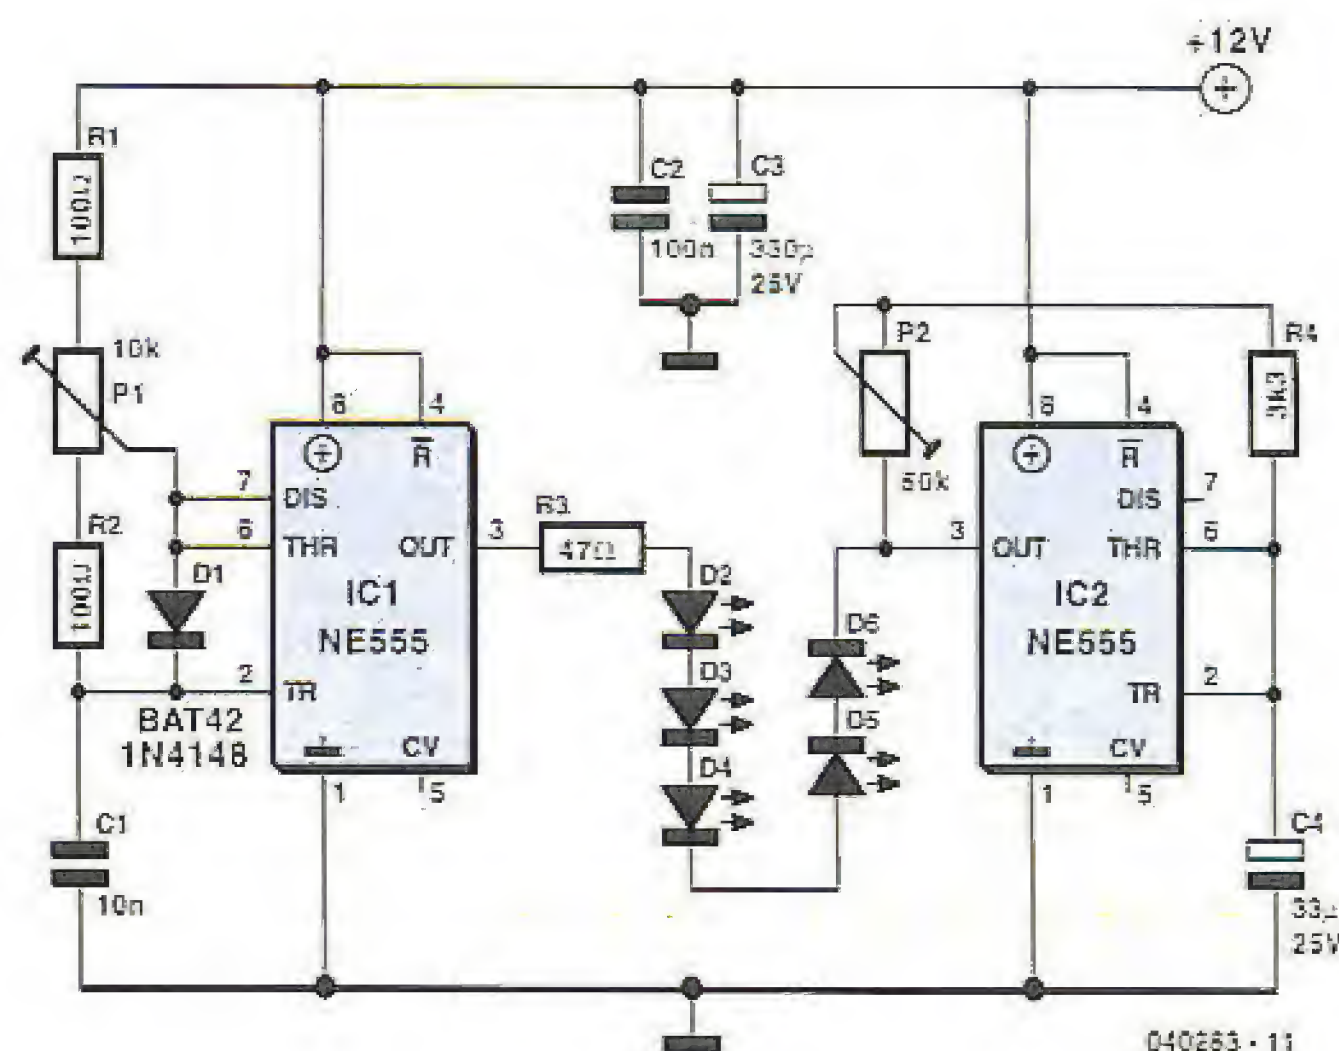 +12V
R1
100Ω
C2
100n
C3
330µ
25V
10k
P1
8
4
R
7
DIS
6
THR
OUT
3
IC1
NE555
R2
100Ω
D1
2
TR
BAT42
1N4148
CV
1
5
C1
10n
R3
47Ω
D2
D3
D4
D6
D5
P2
50k
R4
3k3
8
4
R
DIS
7
3
OUT
THR
6
IC2
NE555
TR
2
CV
1
5
C4
33µ
25V
040263 - 11